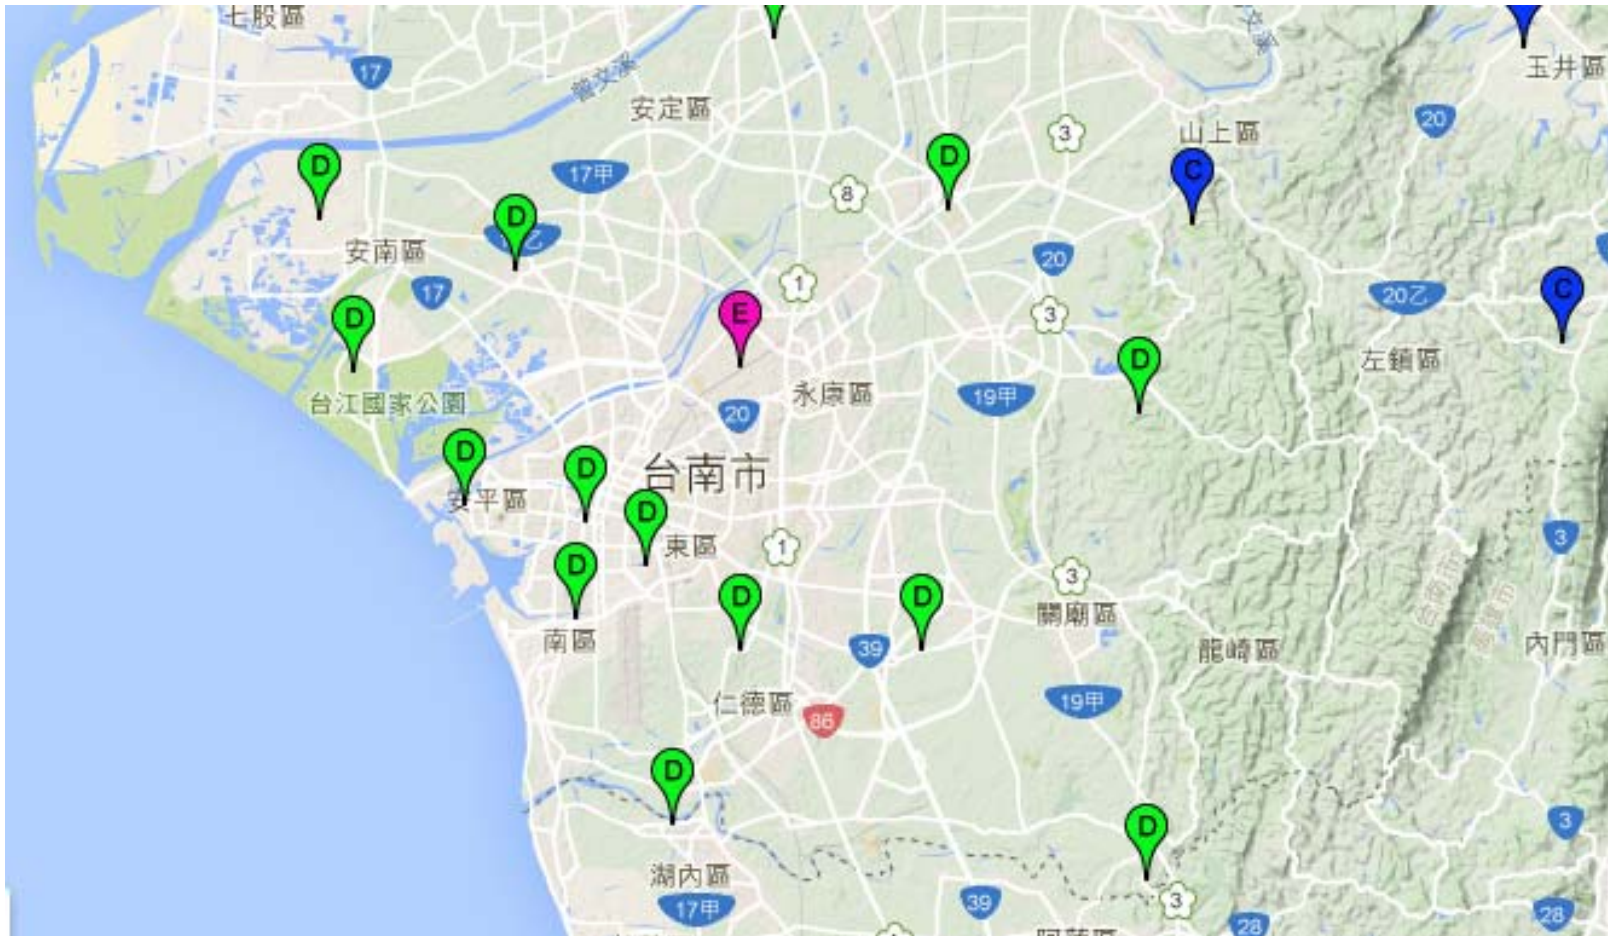 七股區
17
曾文溪
安定區
玉井區
20
3
山上區
D
D
C
17甲
8
D
安南區
20
17
1
C
20乙
D
E
3
D
左鎮區
台江國家公園
20
永康區
19甲
D
D
台南市
安平區
D
東區
1
3
D
3
D
D
關廟區
南區
39
龍崎區
內門區
仁德區
86
19甲
D
D
3
湖內區
17甲
39
3
28
28